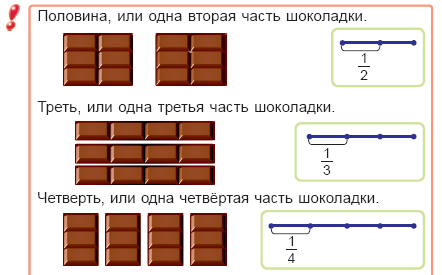 Половина, или одна вторая часть шоколадки.
1
2
Треть, или одна третья часть шоколадки.
1
3
Четверть, или одна четвёртая часть шоколадки.
1
4